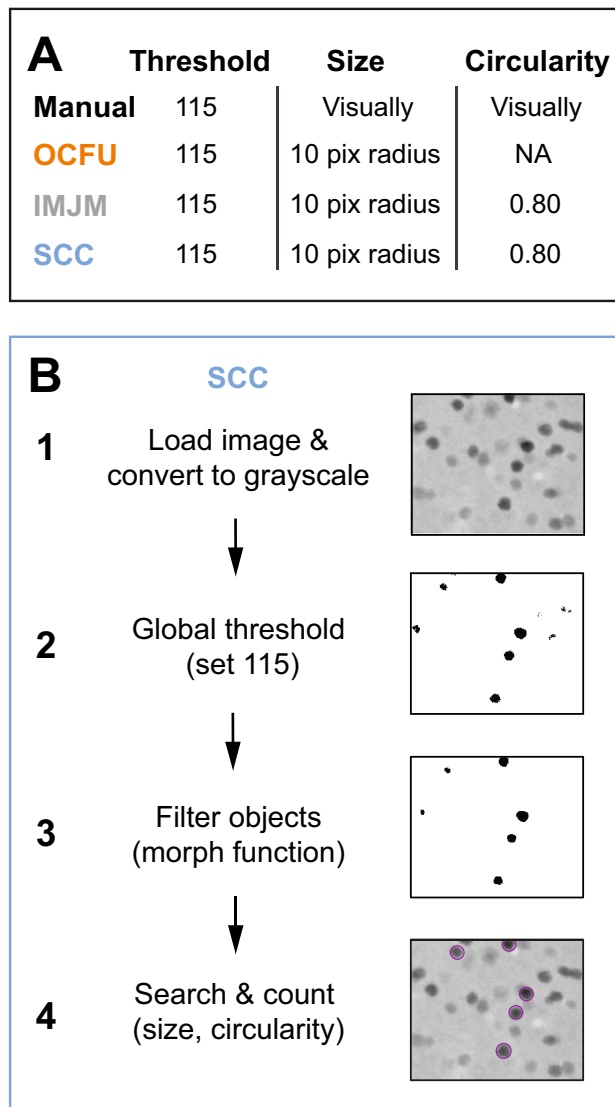 A
Threshold Size Circularity
Manual 115 Visually Visually
OCFU 115 10 pix radius NA
IMJM 115 10 pix radius 0.80
SCC 115 10 pix radius 0.80
B
SCC
1
Load image &
convert to grayscale
2
Global threshold
(set 115)
3
Filter objects
(morph function)
4
Search & count
(size, circularity)